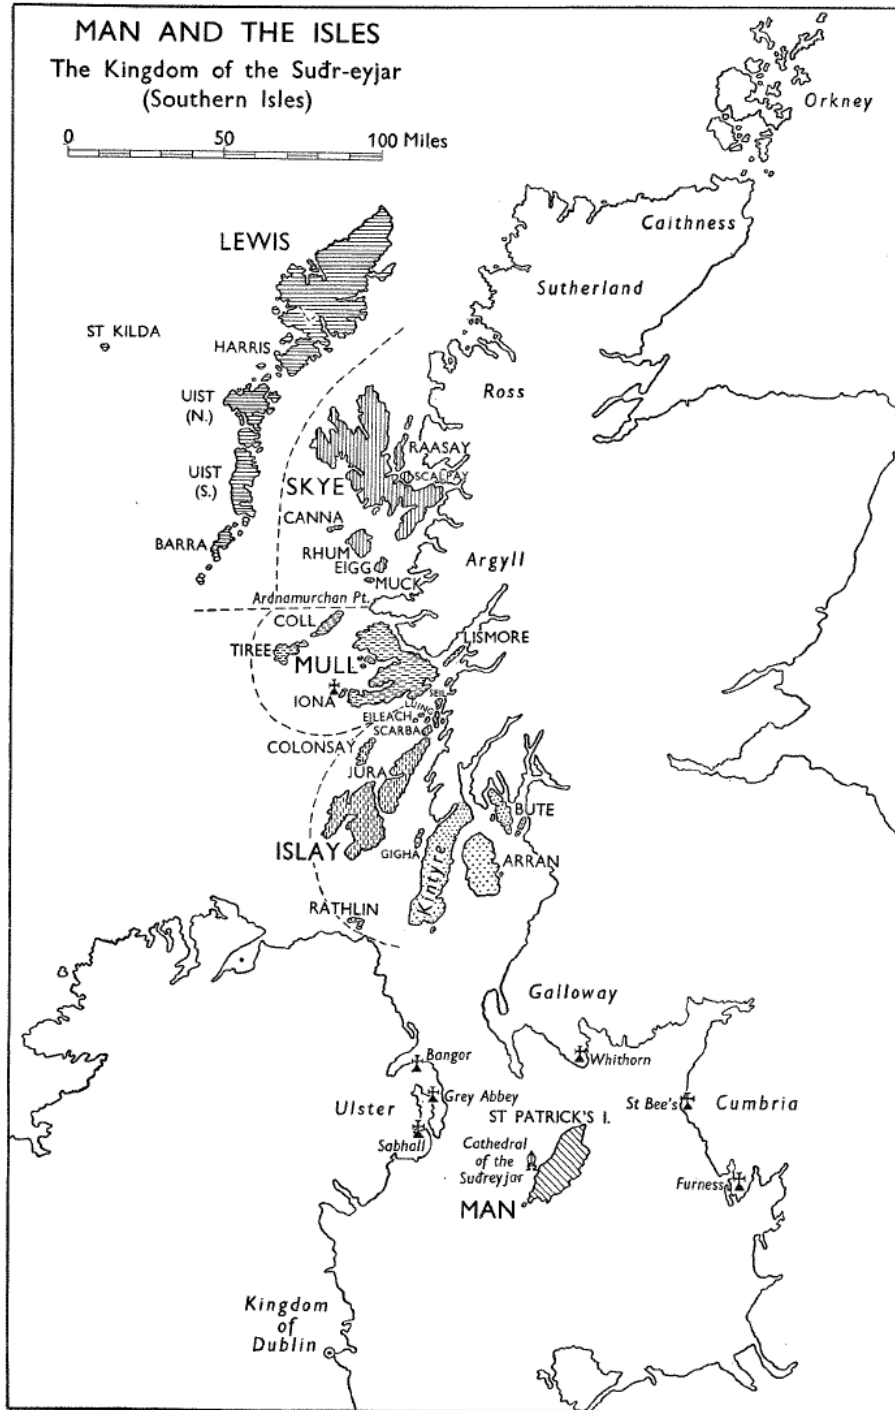 MAN AND THE ISLES
The Kingdom of the Suđr-eyjar
(Southern Isles)
0 50 100 Miles
Orkney
Caithness
LEWIS
Sutherland
ST KILDA
HARRIS
Ross
UIST
(N.)
RAASAY
UIST
(S.)
SCALPAY
SKYE
CANNA
BARRA
RHUM
EIGG
Argyll
MUCK
Ardnamurchan Pt.
COLL
LISMORE
TIREE
MULL
SEIL
IONA
LUING
EILEACH
SCARBA
COLONSAY
JURA
BUTE
ISLAY
GIGHA
Kintyre
ARRAN
RATHLIN
Galloway
Bangor
Whithorn
Grey Abbey
Ulster
ST PATRICK'S I.
St Bee's
Cumbria
Sabhall
Cathedral
of the
Suđreyjar
Furness
MAN
Kingdom
of
Dublin